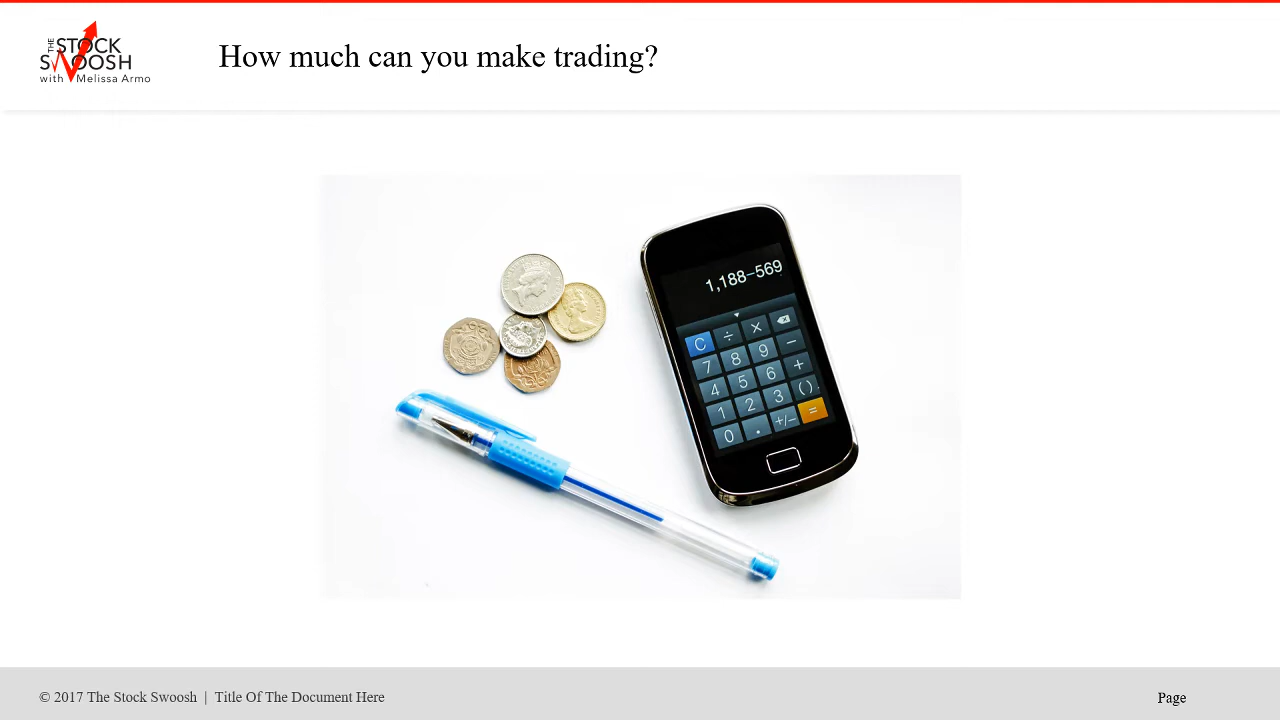 THE STOCK
SWOOSH
with Melissa Armo
How much can you make trading?
1,188–569
C ÷ × 
7 8 9 −
4 5 6 +
1 2 3 ( )
0 . +/− =
© 2017 The Stock Swoosh | Title Of The Document Here
Page